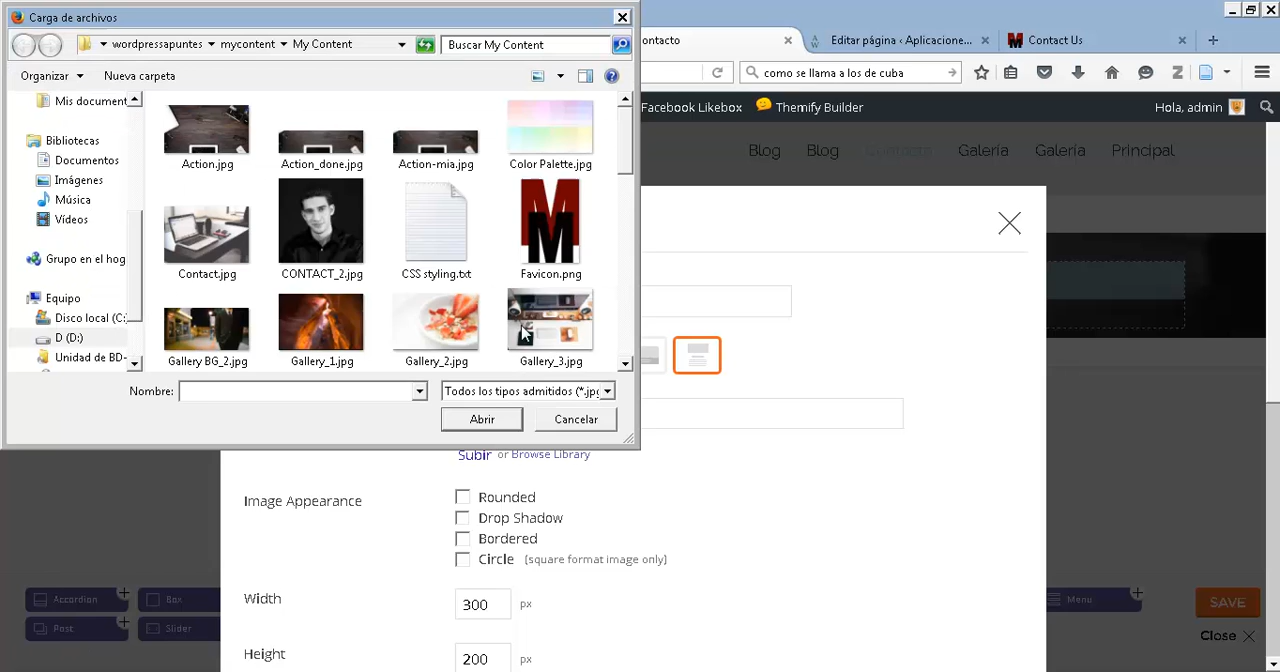 Carga de archivos
wordpressapuntes
mycontent
My Content
Buscar My Content
Organizar
Nueva carpeta
Mis document
Bibliotecas
Documentos
Imágenes
Música
Vídeos
Grupo en el hog
Equipo
Disco local (C:
D (D:)
Unidad de BD-
Action.jpg
Action_done.jpg
Action-mia.jpg
Color Palette.jpg
Contact.jpg
CONTACT_2.jpg
CSS styling.txt
Favicon.png
Gallery BG_2.jpg
Gallery_1.jpg
Gallery_2.jpg
Gallery_3.jpg
Nombre:
Todos los tipos admitidos (*.jpg
Abrir
Cancelar
ontacto
Editar página ‹ Aplicacione...
Contact Us
como se llama a los de cuba
Facebook Likebox
Themify Builder
Hola, admin
Blog
Blog
Contacto
Galería
Galería
Principal
Subir or Browse Library
Image Appearance
Rounded
Drop Shadow
Bordered
Circle (square format image only)
Width
300 px
Height
200 px
Accordion
Box
Menu
Post
Slider
SAVE
Close